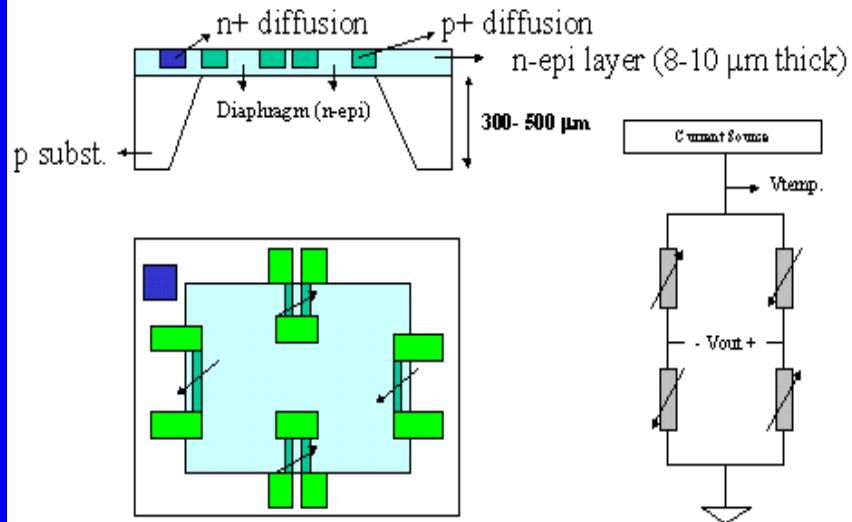 n+ diffusion
p+ diffusion
n-epi layer (8-10 µm thick)
Diaphragm (n-epi)
300- 500 µm
p subst.
Current Source
Vtemp.
- Vout +